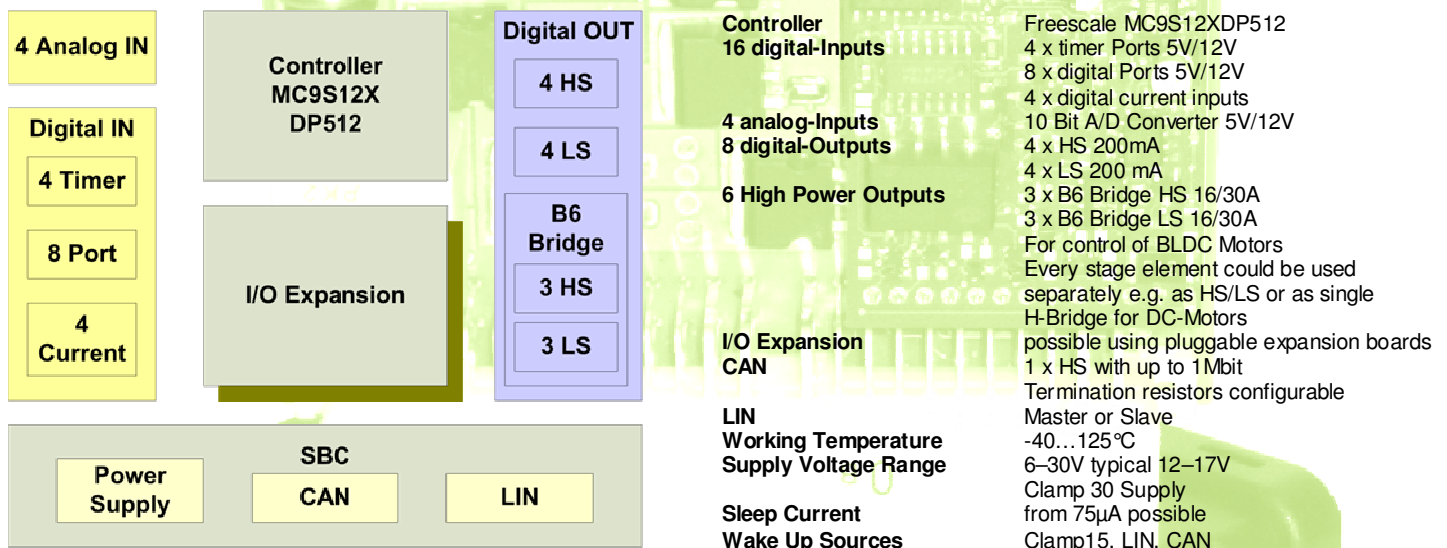 4 Analog IN
Digital IN
4 Timer
8 Port
4
Current
Controller
MC9S12X
DP512
I/O Expansion
Digital OUT
4 HS
4 LS
B6
Bridge
3 HS
3 LS
SBC
Power
Supply
CAN
LIN
Controller Freescale MC9S12XDP512
16 digital-Inputs 4 x timer Ports 5V/12V
8 x digital Ports 5V/12V
4 x digital current inputs
4 analog-Inputs 10 Bit A/D Converter 5V/12V
8 digital-Outputs 4 x HS 200mA
4 x LS 200 mA
6 High Power Outputs 3 x B6 Bridge HS 16/30A
3 x B6 Bridge LS 16/30A
For control of BLDC Motors
Every stage element could be used
separately e.g. as HS/LS or as single
H-Bridge for DC-Motors
I/O Expansion possible using pluggable expansion boards
CAN 1 x HS with up to 1Mbit
Termination resistors configurable
LIN Master or Slave
Working Temperature -40…125°C
Supply Voltage Range 6–30V typical 12–17V
Clamp 30 Supply
Sleep Current from 75µA possible
Wake Up Sources Clamp15, LIN, CAN